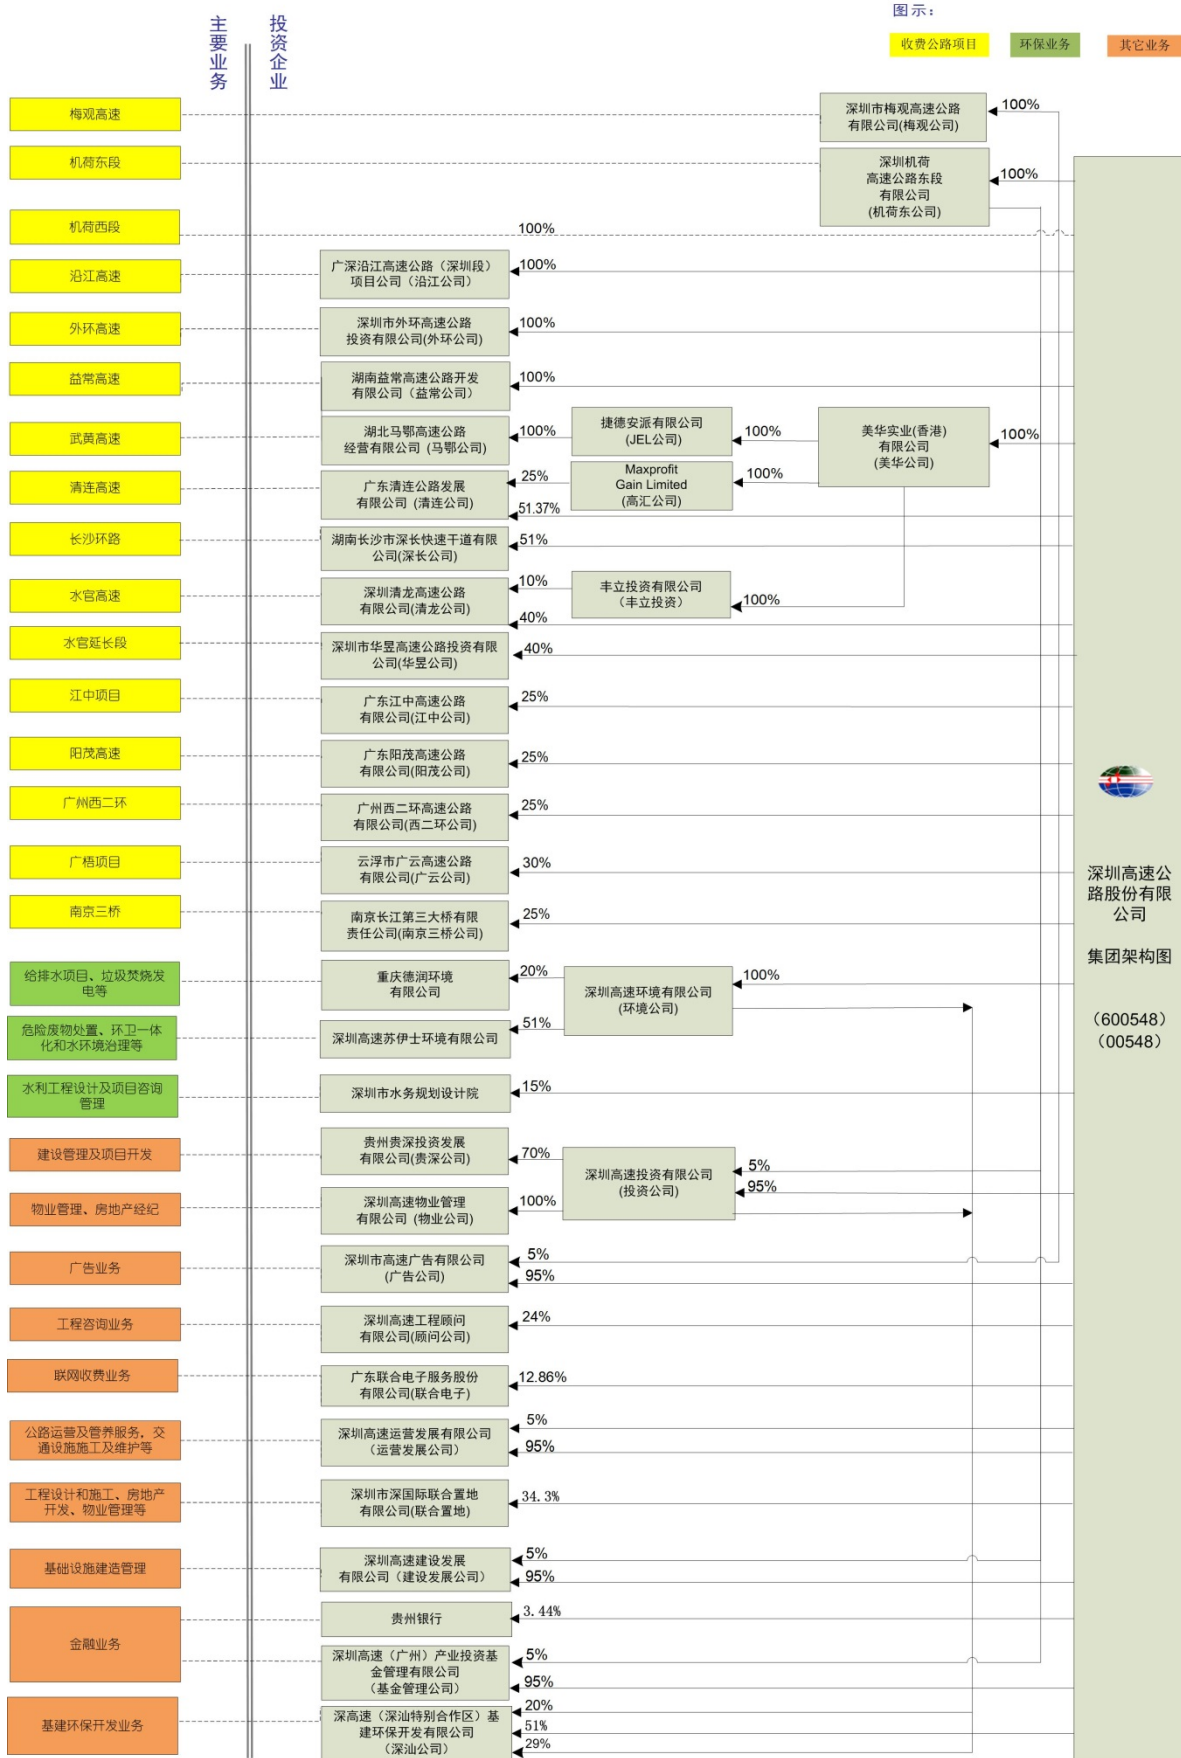 图示：
收费公路项目
环保业务
其它业务
主要业务
投资企业
梅观高速
深圳市梅观高速公路
有限公司(梅观公司)
100%
机荷东段
深圳机荷
高速公路东段
有限公司
(机荷东公司)
100%
机荷西段
100%
沿江高速
广深沿江高速公路（深圳段）
项目公司（沿江公司）
100%
外环高速
深圳市外环高速公路
投资有限公司(外环公司)
100%
益常高速
湖南益常高速公路开发
有限公司（益常公司）
100%
武黄高速
湖北马鄂高速公路
经营有限公司 (马鄂公司)
100%
捷德安派有限公司
(JEL公司)
100%
美华实业(香港)
有限公司
(美华公司)
100%
清连高速
广东清连公路发展
有限公司 (清连公司)
25%
51.37%
Maxprofit
Gain Limited
(高汇公司)
100%
长沙环路
湖南长沙市深长快速干道有限
公司(深长公司)
51%
水官高速
深圳清龙高速公路
有限公司(清龙公司)
10%
40%
丰立投资有限公司
（丰立投资）
100%
水官延长段
深圳市华昱高速公路投资有限
公司(华昱公司)
40%
江中项目
广东江中高速公路
有限公司(江中公司)
25%
阳茂高速
广东阳茂高速公路
有限公司(阳茂公司)
25%
广州西二环
广州西二环高速公路
有限公司(西二环公司)
25%
广梧项目
云浮市广云高速公路
有限公司(广云公司)
30%
南京三桥
南京长江第三大桥有限
责任公司(南京三桥公司)
25%
深圳高速公
路股份有限
公司
集团架构图
（600548）
（00548）
给排水项目、垃圾焚烧发
电等
重庆德润环境
有限公司
20%
深圳高速环境有限公司
(环境公司)
100%
危险废物处置、环卫一体
化和水环境治理等
深圳高速苏伊士环境有限公司
51%
水利工程设计及项目咨询
管理
深圳市水务规划设计院
15%
建设管理及项目开发
贵州贵深投资发展
有限公司(贵深公司)
70%
深圳高速投资有限公司
(投资公司)
5%
95%
物业管理、房地产经纪
深圳高速物业管理
有限公司 (物业公司)
100%
广告业务
深圳市高速广告有限公司
(广告公司)
5%
95%
工程咨询业务
深圳高速工程顾问
有限公司(顾问公司)
24%
联网收费业务
广东联合电子服务股份
有限公司(联合电子)
12.86%
公路运营及管养服务，交
通设施施工及维护等
深圳高速运营发展有限公司
（运营发展公司）
5%
95%
工程设计和施工、房地产
开发、物业管理等
深圳市深国际联合置地
有限公司(联合置地)
34.3%
基础设施建造管理
深圳高速建设发展
有限公司（建设发展公司）
5%
95%
金融业务
贵州银行
3.44%
深圳高速（广州）产业投资基
金管理有限公司
（基金管理公司）
5%
95%
基建环保开发业务
深高速（深汕特别合作区）基
建环保开发有限公司
（深汕公司）
20%
51%
29%